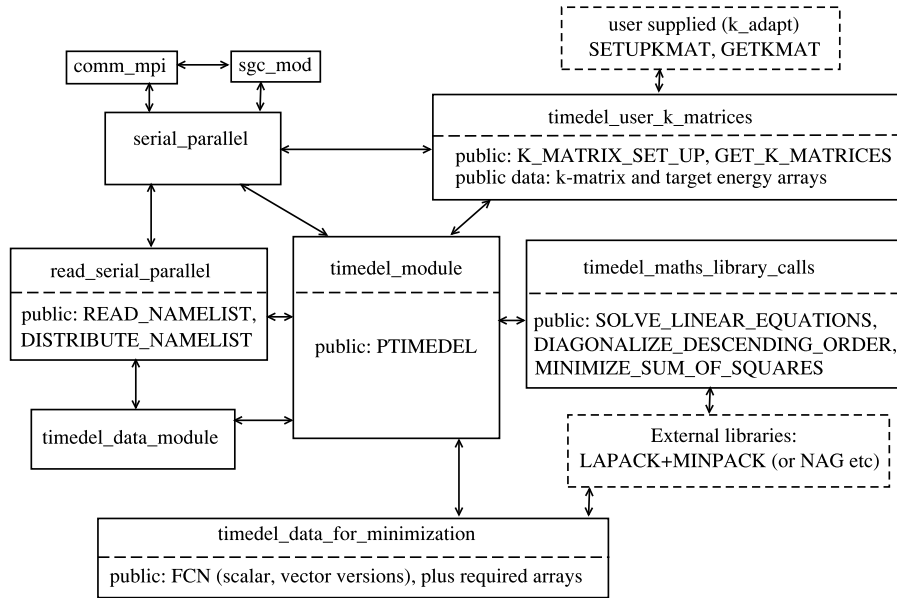 user supplied (k_adapt)
SETUPKMAT, GETKMAT
comm_mpi
sgc_mod
serial_parallel
timedel_user_k_matrices
public: K_MATRIX_SET_UP, GET_K_MATRICES
public data: k-matrix and target energy arrays
read_serial_parallel
public: READ_NAMELIST,
DISTRIBUTE_NAMELIST
timedel_module
public: PTIMEDEL
timedel_maths_library_calls
public: SOLVE_LINEAR_EQUATIONS,
DIAGONALIZE_DESCENDING_ORDER,
MINIMIZE_SUM_OF_SQUARES
timedel_data_module
External libraries:
LAPACK+MINPACK (or NAG etc)
timedel_data_for_minimization
public: FCN (scalar, vector versions), plus required arrays